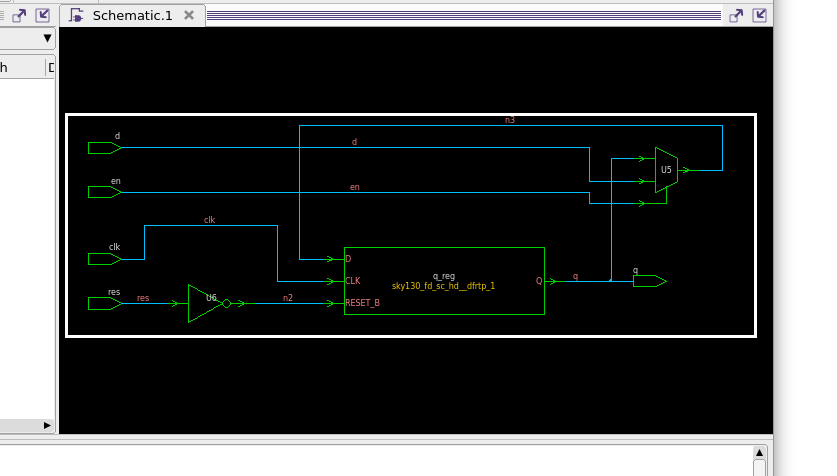 Schematic.1
h
n3
d
d
U5
en
en
clk
clk
q_reg
sky130_fd_sc_hd__dfrtp_1
D
CLK
RESET_B
Q
q
q
res
res
U6
n2